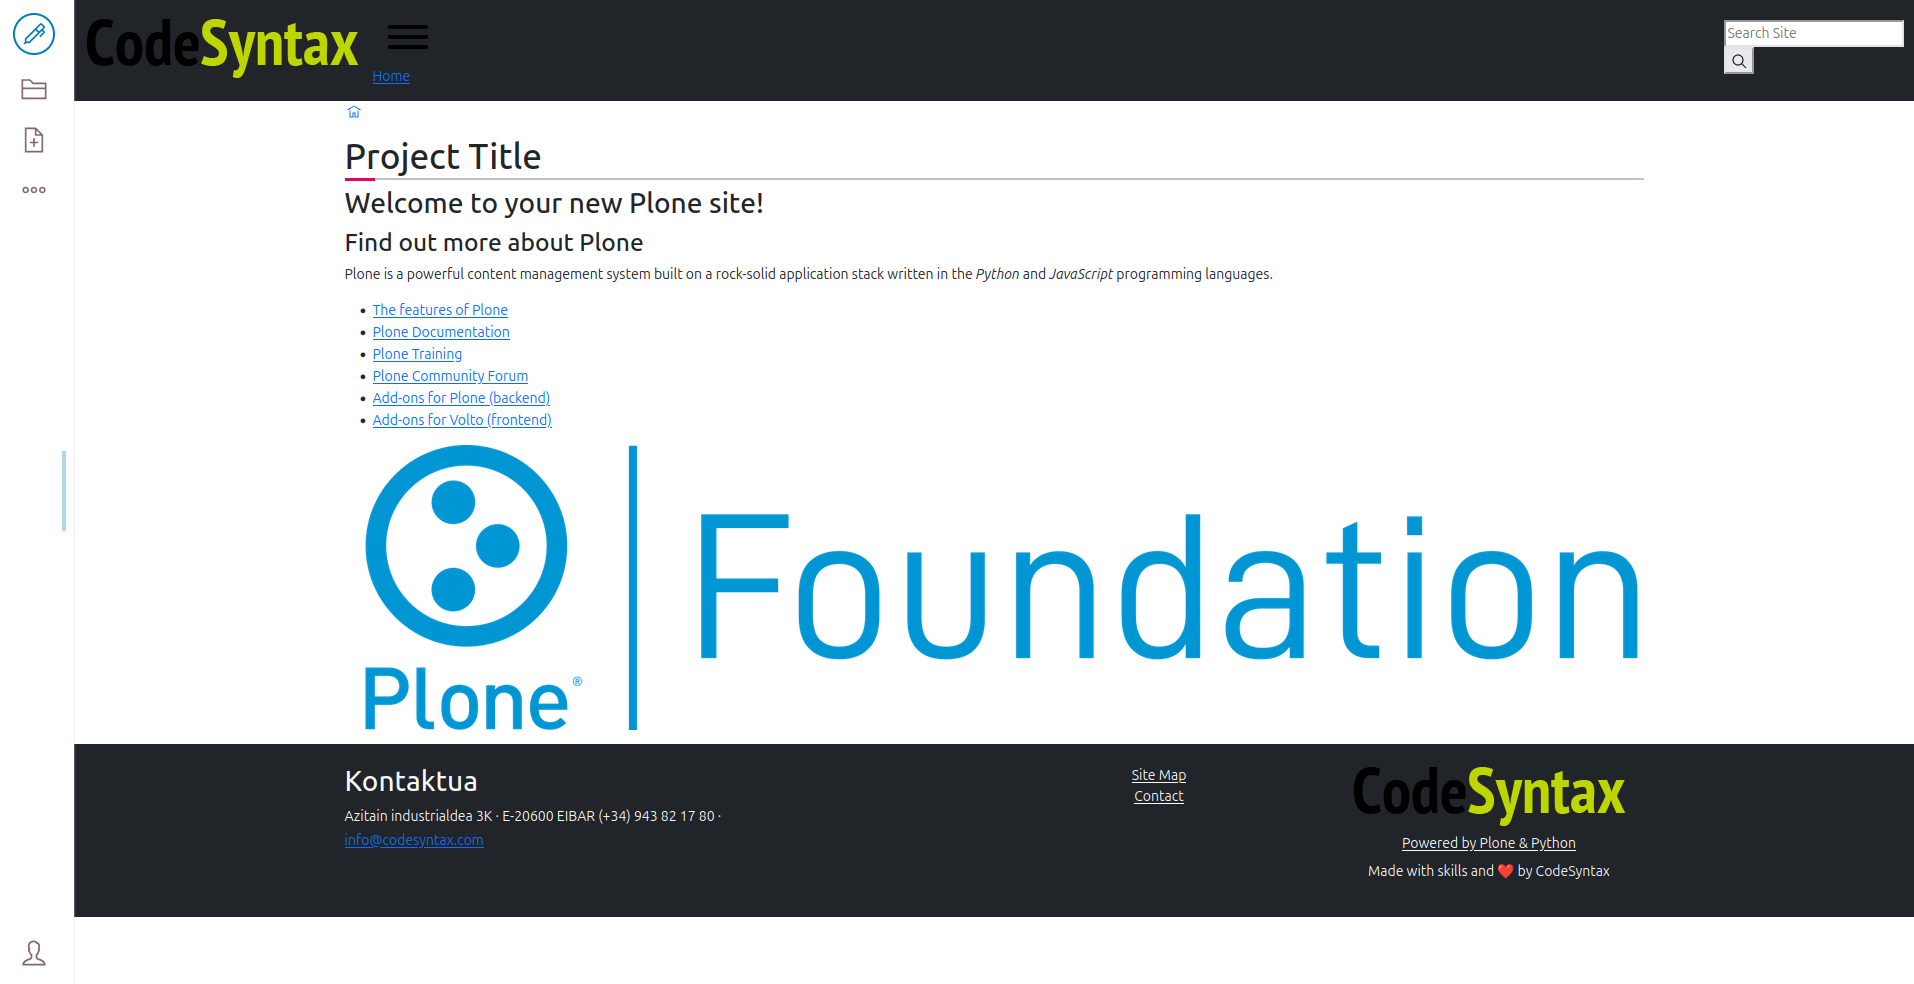 CodeSyntax
Home
Search Site
Project Title
Welcome to your new Plone site!
Find out more about Plone
Plone is a powerful content management system built on a rock-solid application stack written in the Python and JavaScript programming languages.
The features of Plone
Plone Documentation
Plone Training
Plone Community Forum
Add-ons for Plone (backend)
Add-ons for Volto (frontend)
Plone®
Foundation
Kontaktua
Azitain industrialdea 3K · E-20600 EIBAR (+34) 943 82 17 80 ·
info@codesyntax.com
Site Map
Contact
CodeSyntax
Powered by Plone & Python
Made with skills and ❤️ by CodeSyntax